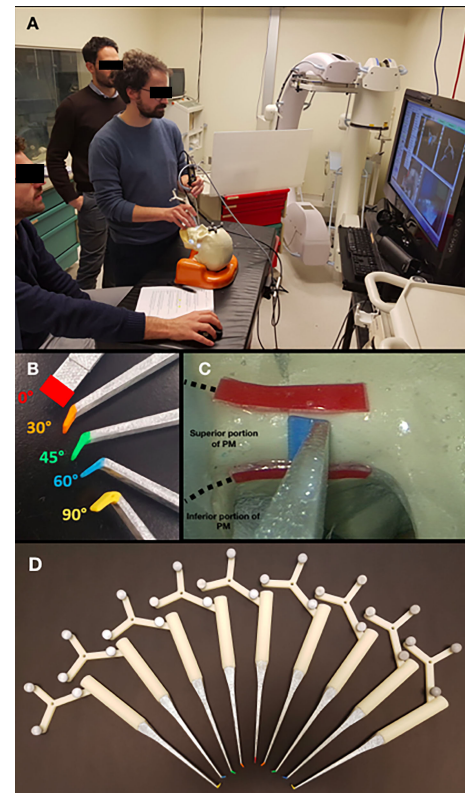 A
B
0°
30°
45°
60°
90°
C
Superior portion
of PM
Inferior portion of
PM
D